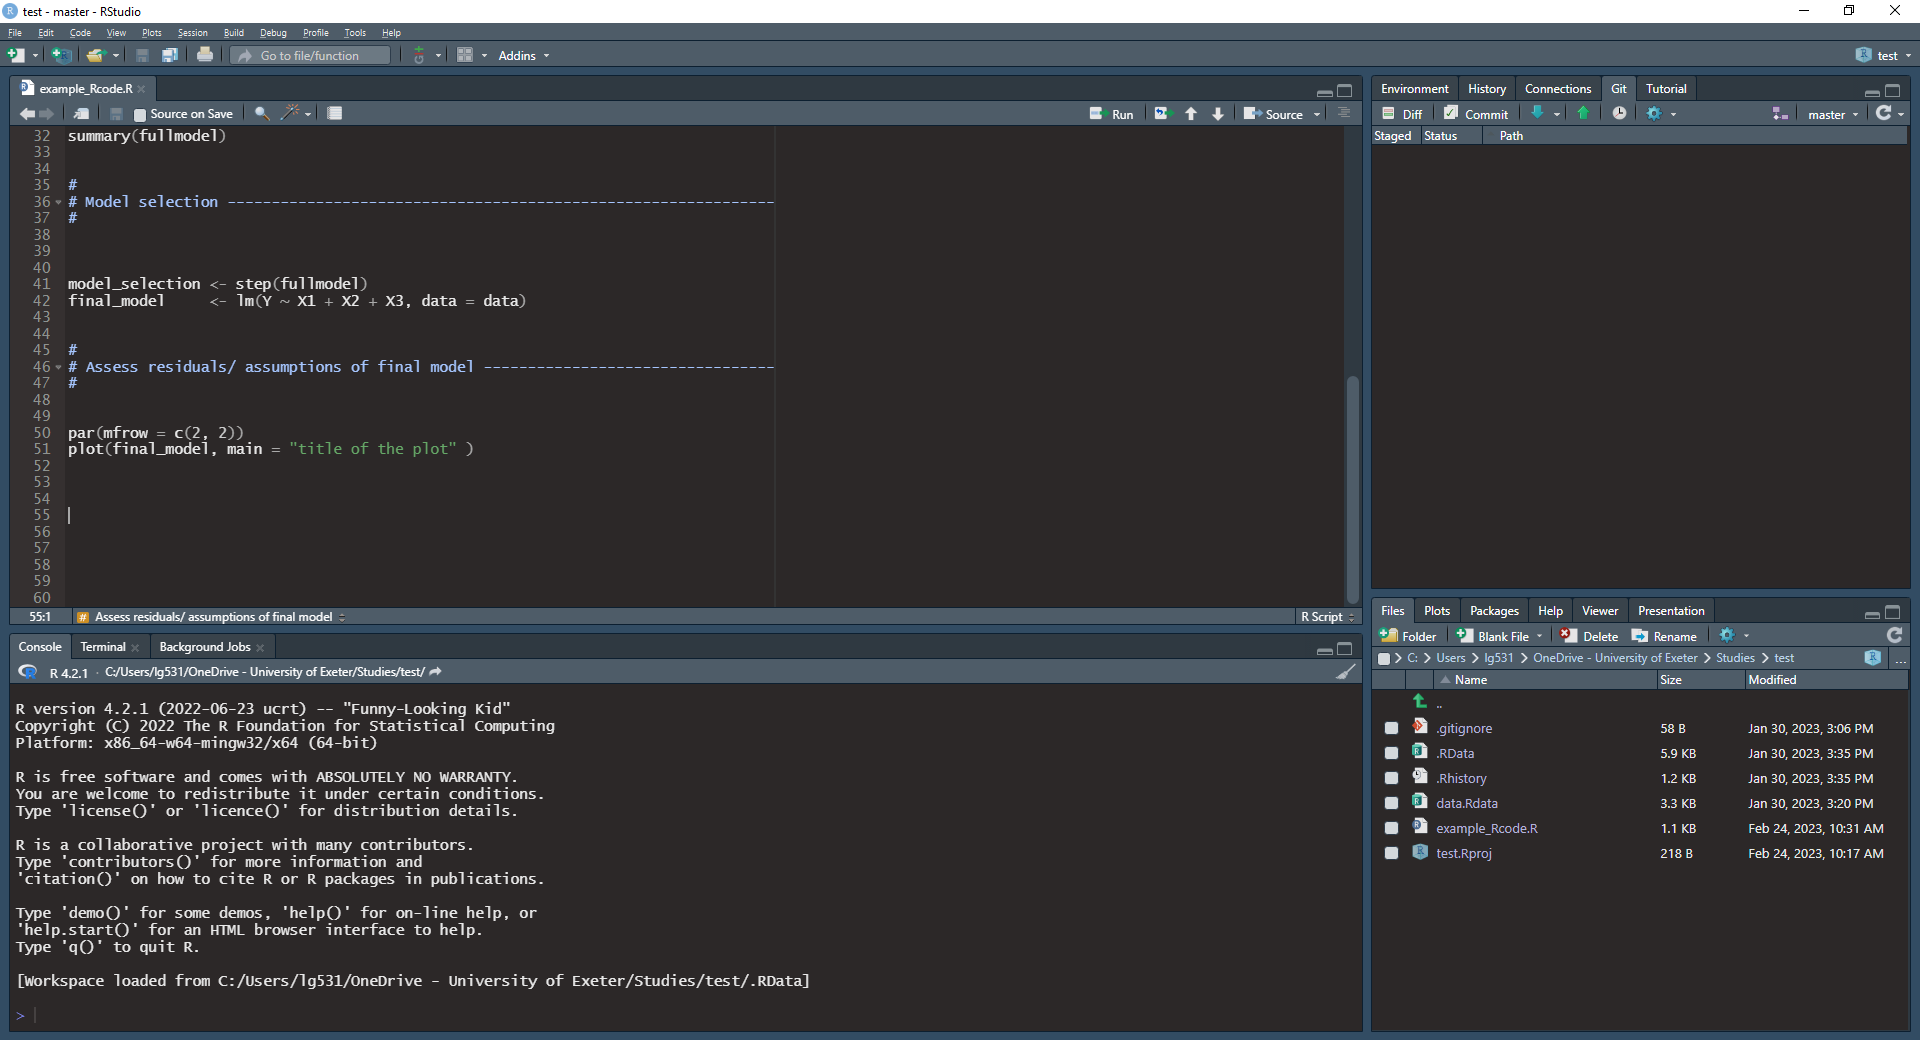 test - master - RStudio
File Edit Code View Plots Session Build Debug Profile Tools Help
Go to file/function Addins test
example_Rcode.R
Source on Save Run Source
32 summary(fullmodel)
33
34
35 #
36 # Model selection --------------------------------------------------------------
37 #
38
39
40
41 model_selection <- step(fullmodel)
42 final_model     <- lm(Y ~ X1 + X2 + X3, data = data)
43
44
45 #
46 # Assess residuals/ assumptions of final model ---------------------------------
47 #
48
49
50 par(mfrow = c(2, 2))
51 plot(final_model, main = "title of the plot" )
52
53
54
55
56
57
58
59
60
55:1 # Assess residuals/ assumptions of final model R Script
Console Terminal Background Jobs
R 4.2.1 · C:/Users/lg531/OneDrive - University of Exeter/Studies/test/
R version 4.2.1 (2022-06-23 ucrt) -- "Funny-Looking Kid"
Copyright (C) 2022 The R Foundation for Statistical Computing
Platform: x86_64-w64-mingw32/x64 (64-bit)
R is free software and comes with ABSOLUTELY NO WARRANTY.
You are welcome to redistribute it under certain conditions.
Type 'license()' or 'licence()' for distribution details.
R is a collaborative project with many contributors.
Type 'contributors()' for more information and
'citation()' on how to cite R or R packages in publications.
Type 'demo()' for some demos, 'help()' for on-line help, or
'help.start()' for an HTML browser interface to help.
Type 'q()' to quit R.
[Workspace loaded from C:/Users/lg531/OneDrive - University of Exeter/Studies/test/.RData]
>
Environment History Connections Git Tutorial
Diff Commit master
Staged Status Path
Files Plots Packages Help Viewer Presentation
Folder Blank File Delete Rename
C: > Users > lg531 > OneDrive - University of Exeter > Studies > test ...
Name Size Modified
..
.gitignore 58 B Jan 30, 2023, 3:06 PM
.RData 5.9 KB Jan 30, 2023, 3:35 PM
.Rhistory 1.2 KB Jan 30, 2023, 3:35 PM
data.Rdata 3.3 KB Jan 30, 2023, 3:20 PM
example_Rcode.R 1.1 KB Feb 24, 2023, 10:31 AM
test.Rproj 218 B Feb 24, 2023, 10:17 AM